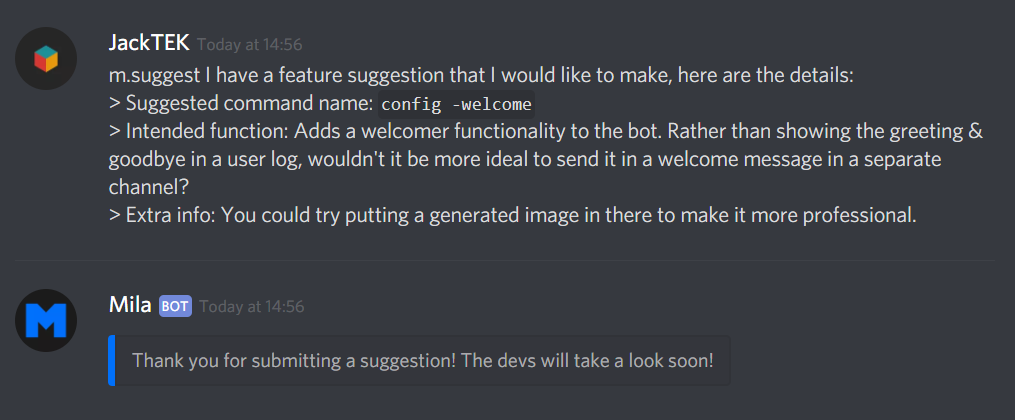 JackTEK Today at 14:56
m.suggest I have a feature suggestion that I would like to make, here are the details:
> Suggested command name: config -welcome
> Intended function: Adds a welcomer functionality to the bot. Rather than showing the greeting &
goodbye in a user log, wouldn't it be more ideal to send it in a welcome message in a separate
channel?
> Extra info: You could try putting a generated image in there to make it more professional.
M
Mila BOT Today at 14:56
Thank you for submitting a suggestion! The devs will take a look soon!